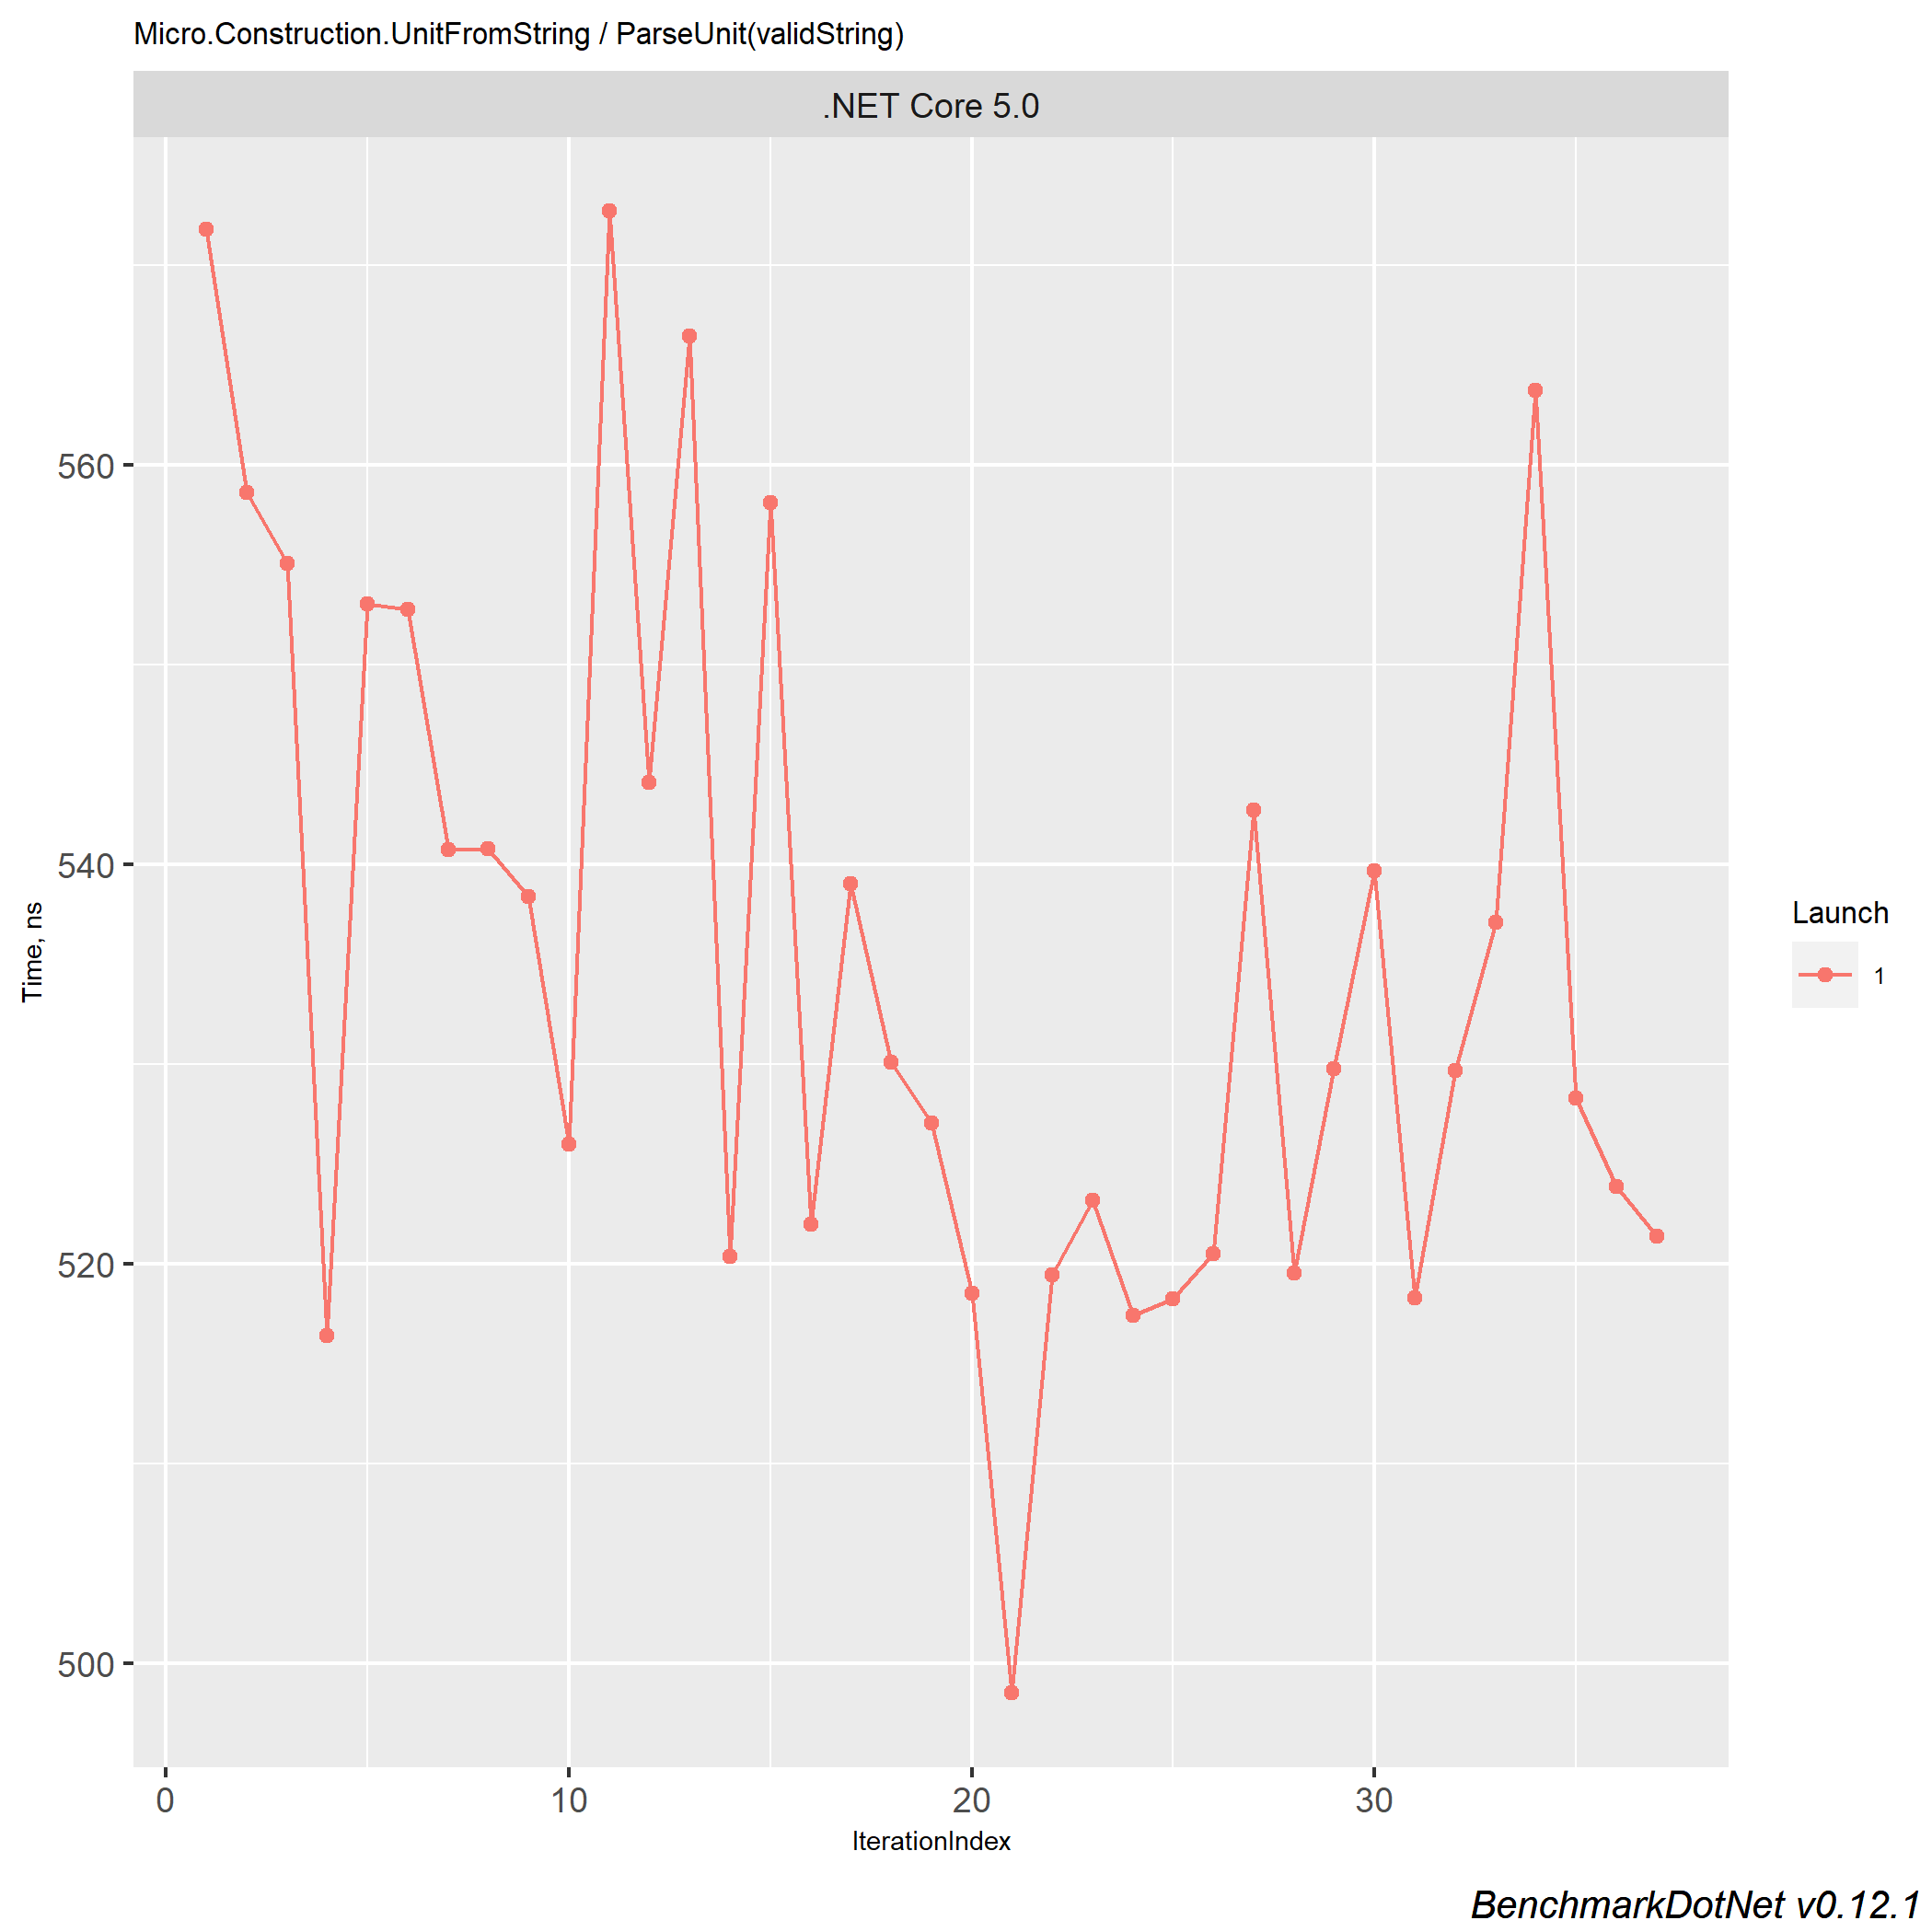 Micro.Construction.UnitFromString / ParseUnit(validString)
.NET Core 5.0
560
540
520
500
Time, ns
0 10 20 30
IterationIndex
Launch
1
BenchmarkDotNet v0.12.1